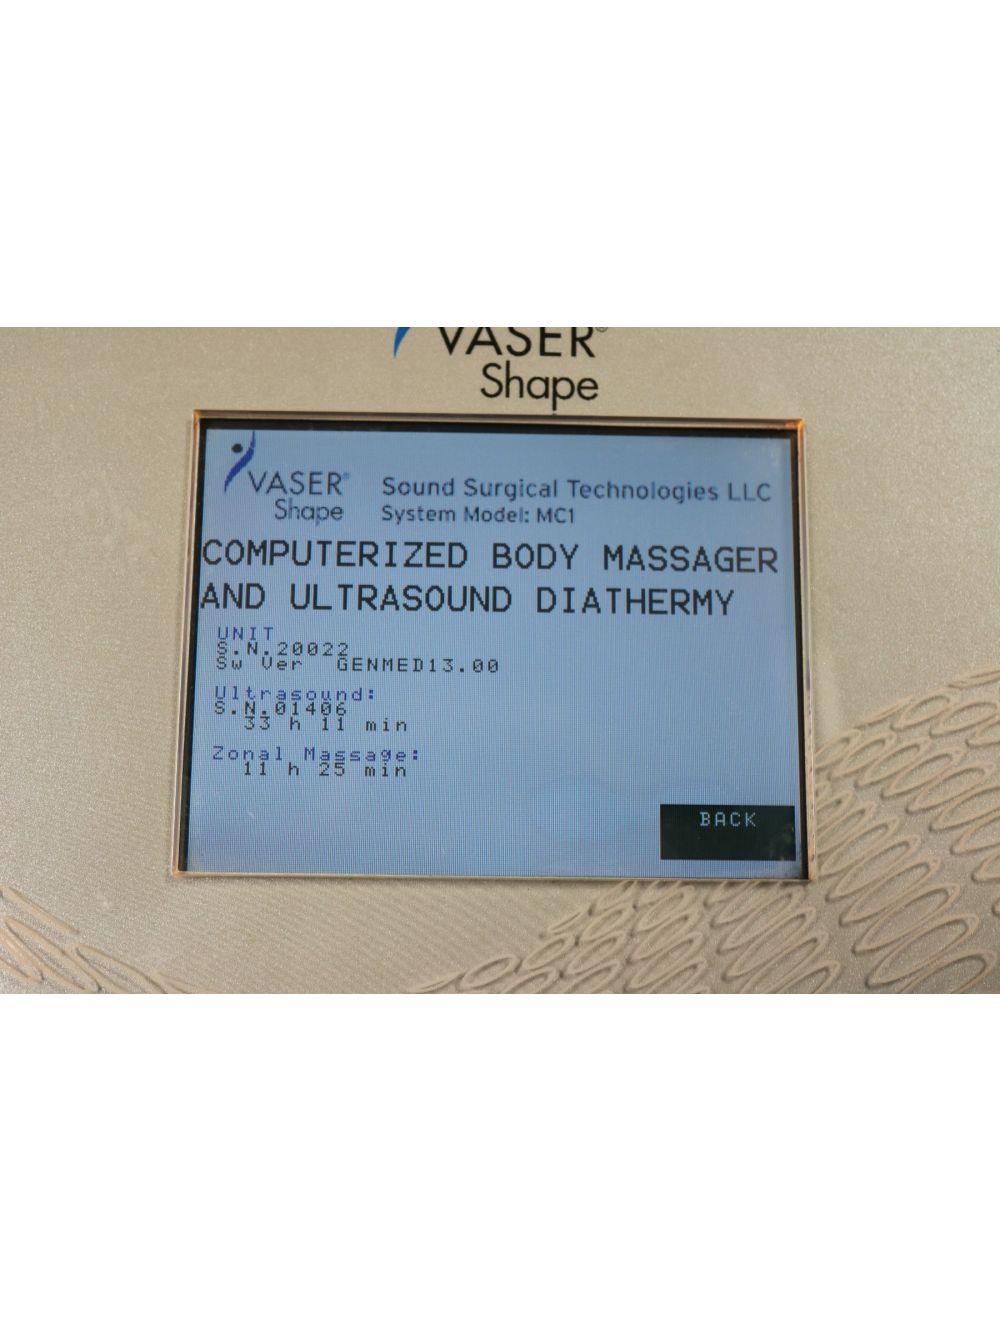 VASER®
Shape
VASER®
Shape
Sound Surgical Technologies LLC
System Model: MC1
COMPUTERIZED BODY MASSAGER
AND ULTRASOUND DIATHERMY
UNIT
S.N.20022
Sw Ver GENMED13.00
Ultrasound:
S.N.01406
33 h 11 min
Zonal Massage:
11 h 25 min
BACK